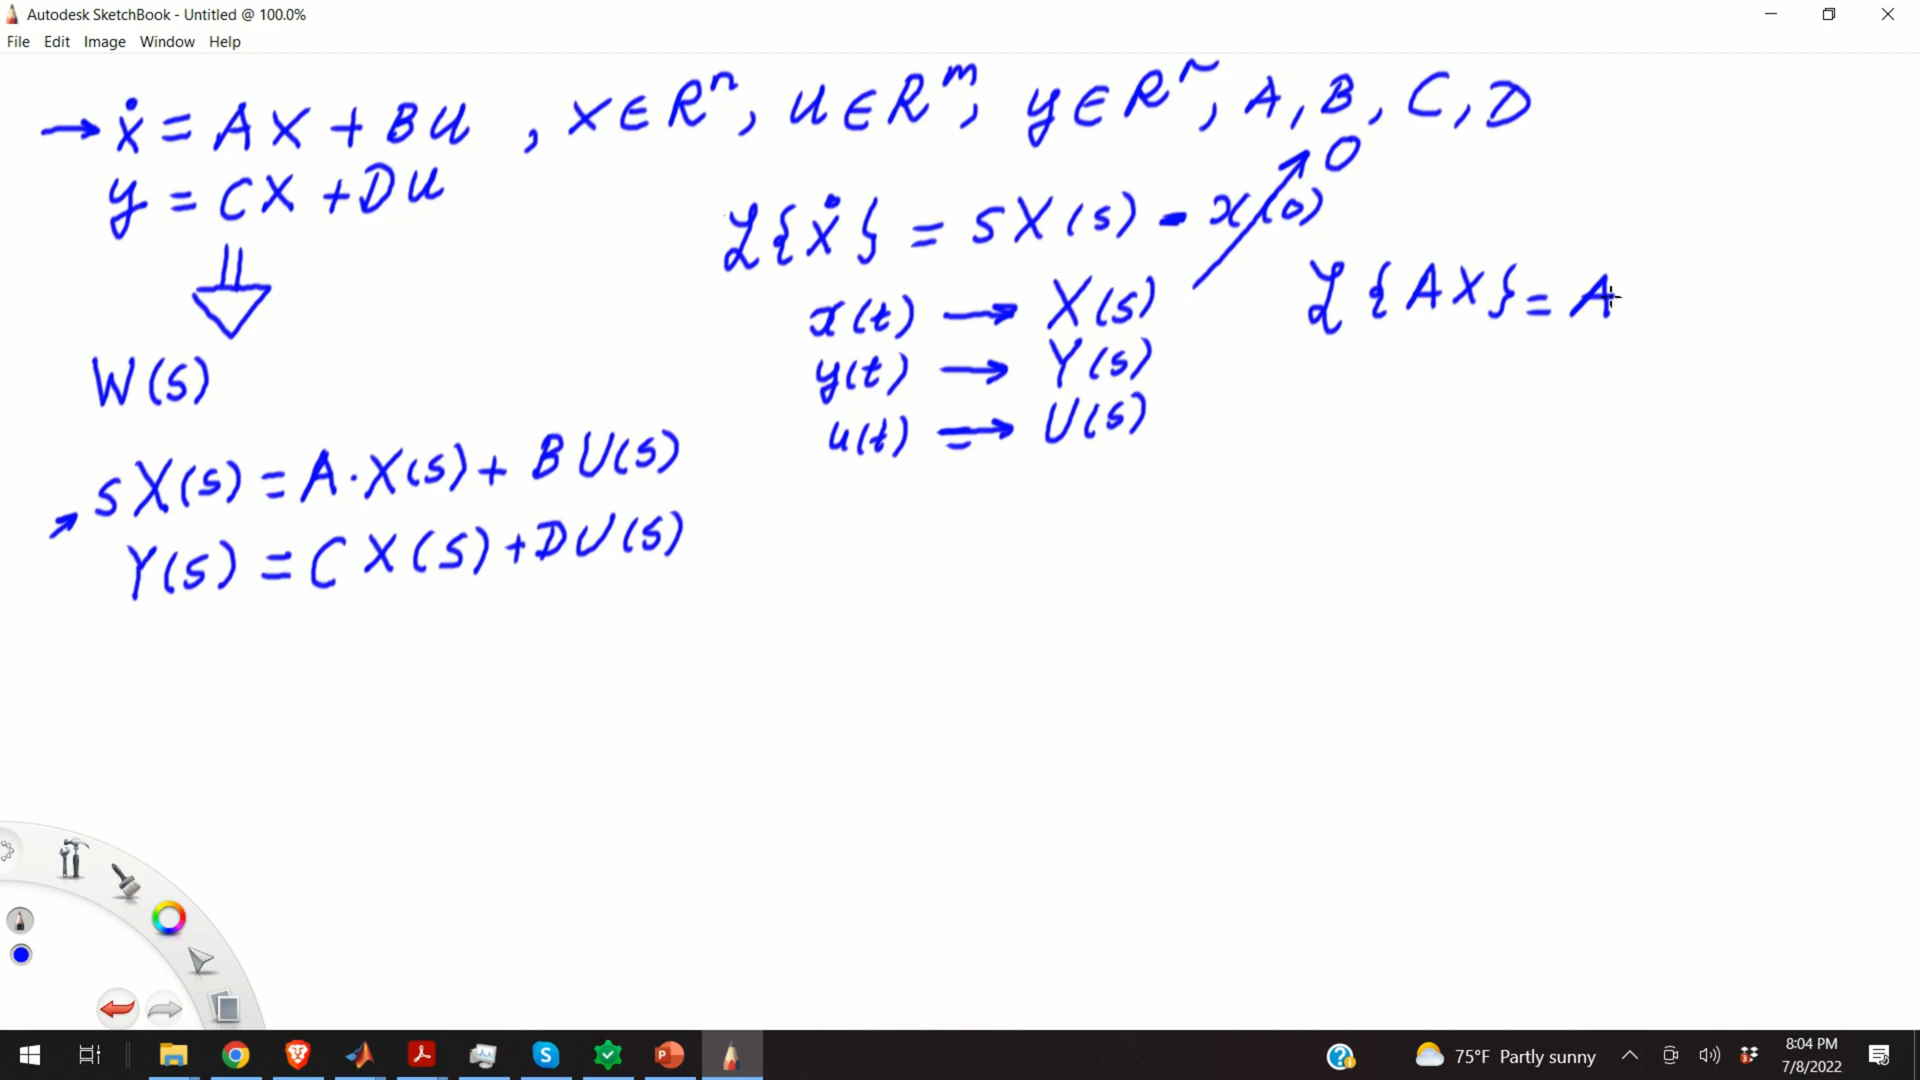 Autodesk SketchBook - Untitled @ 100.0%
File Edit Image Window Help
→ ẋ = AX + BU , X ∈ Rⁿ, U ∈ Rᵐ, y ∈ Rʳ, A, B, C, D
y = CX + DU
0
ℒ{ẋ} = sX(s) - x(0)
ℒ{AX} = A
x(t) → X(s)
y(t) → Y(s)
u(t) → U(s)
W(s)
sX(s) = A·X(s) + BU(s)
Y(s) = CX(s) + DU(s)
75°F Partly sunny
8:04 PM
7/8/2022